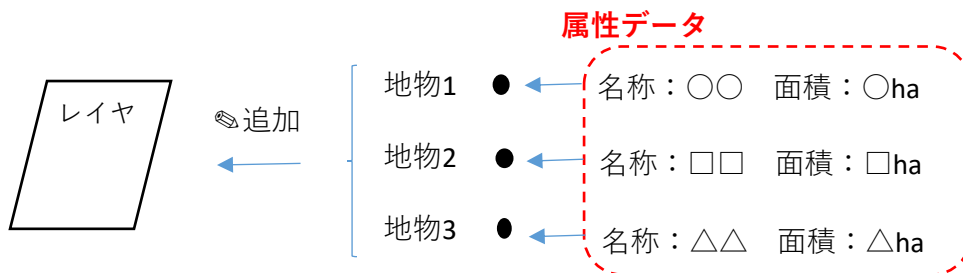 属性データ
レイヤ
✎追加
地物1
名称：○○　面積：○ha
地物2
名称：□□　面積：□ha
地物3
名称：△△　面積：△ha